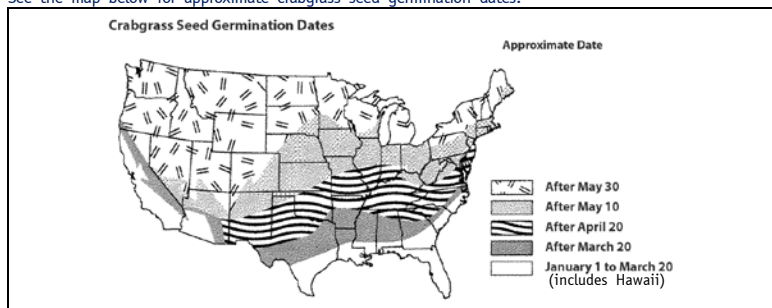 See the map below for approximate crabgrass seed germination dates.
Crabgrass Seed Germination Dates
Approximate Date
After May 30
After May 10
After April 20
After March 20
January 1 to March 20
(includes Hawaii)